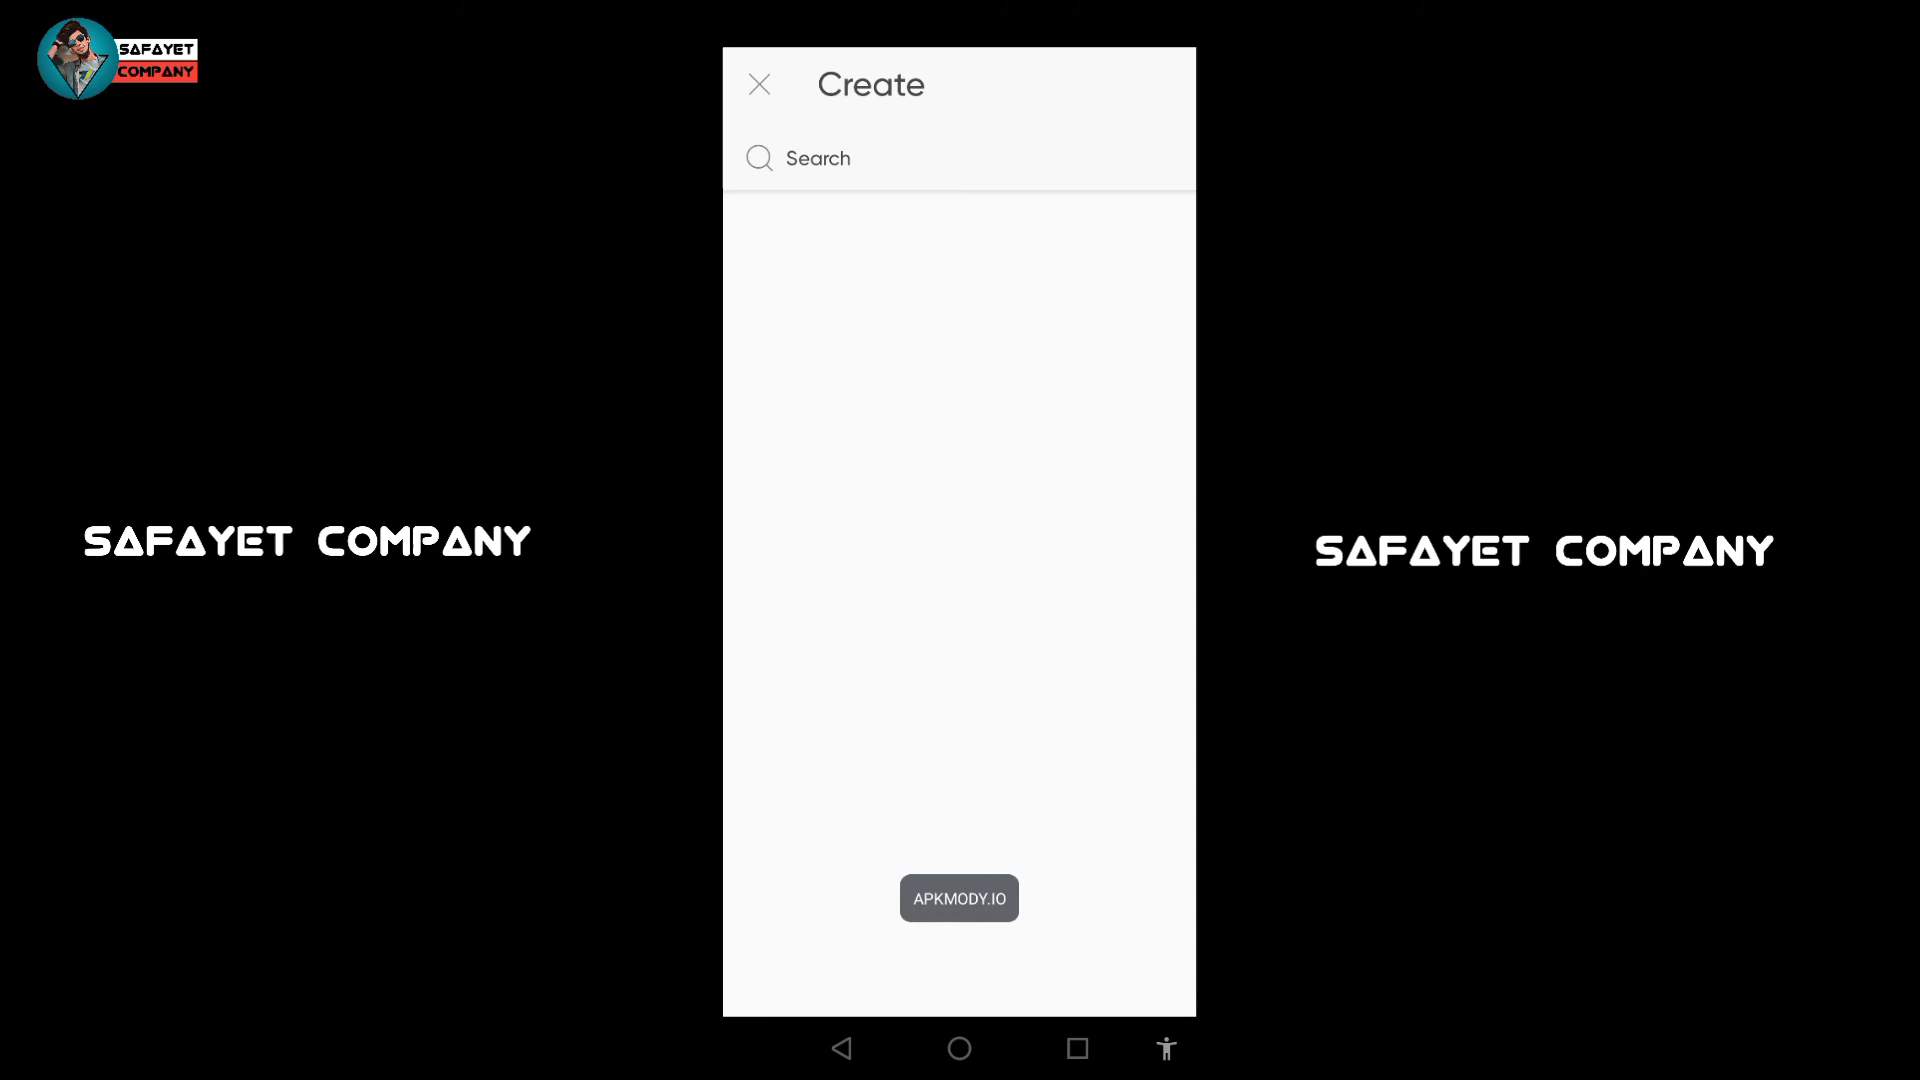 SAFAYET
COMPANY
Create
Search
SAFAYET COMPANY
SAFAYET COMPANY
APKMODY.IO